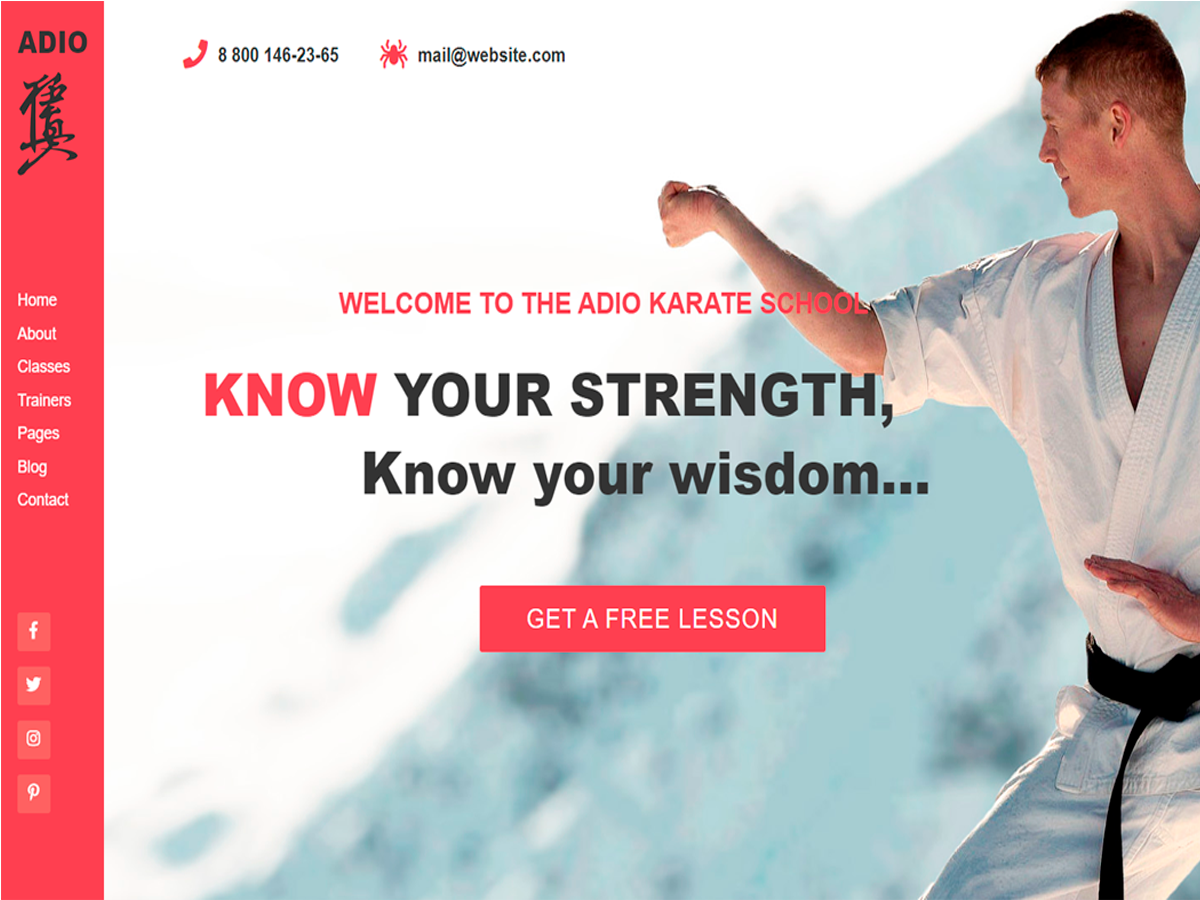 ADIO
8 800 146-23-65
mail@website.com
Home
About
Classes
Trainers
Pages
Blog
Contact
WELCOME TO THE ADIO KARATE SCHOOL
KNOW YOUR STRENGTH,
Know your wisdom...
GET A FREE LESSON